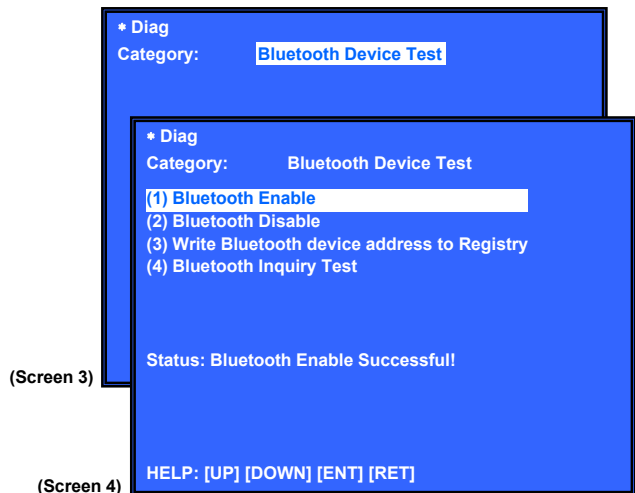 * Diag
Category: Bluetooth Device Test
* Diag
Category: Bluetooth Device Test
(1) Bluetooth Enable
(2) Bluetooth Disable
(3) Write Bluetooth device address to Registry
(4) Bluetooth Inquiry Test
Status: Bluetooth Enable Successful!
(Screen 3)
HELP: [UP] [DOWN] [ENT] [RET]
(Screen 4)